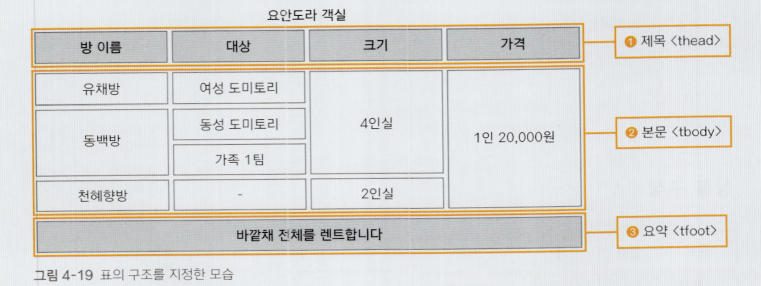 요안도라 객실
방 이름 대상 크기 가격
❶ 제목 <thead>
유채방 여성 도미토리
동백방 동성 도미토리 4인실 1인 20,000원
❷ 본문 <tbody>
가족 1팀
천혜향방 - 2인실
바깥채 전체를 렌트합니다
❸ 요약 <tfoot>
그림 4-19 표의 구조를 지정한 모습